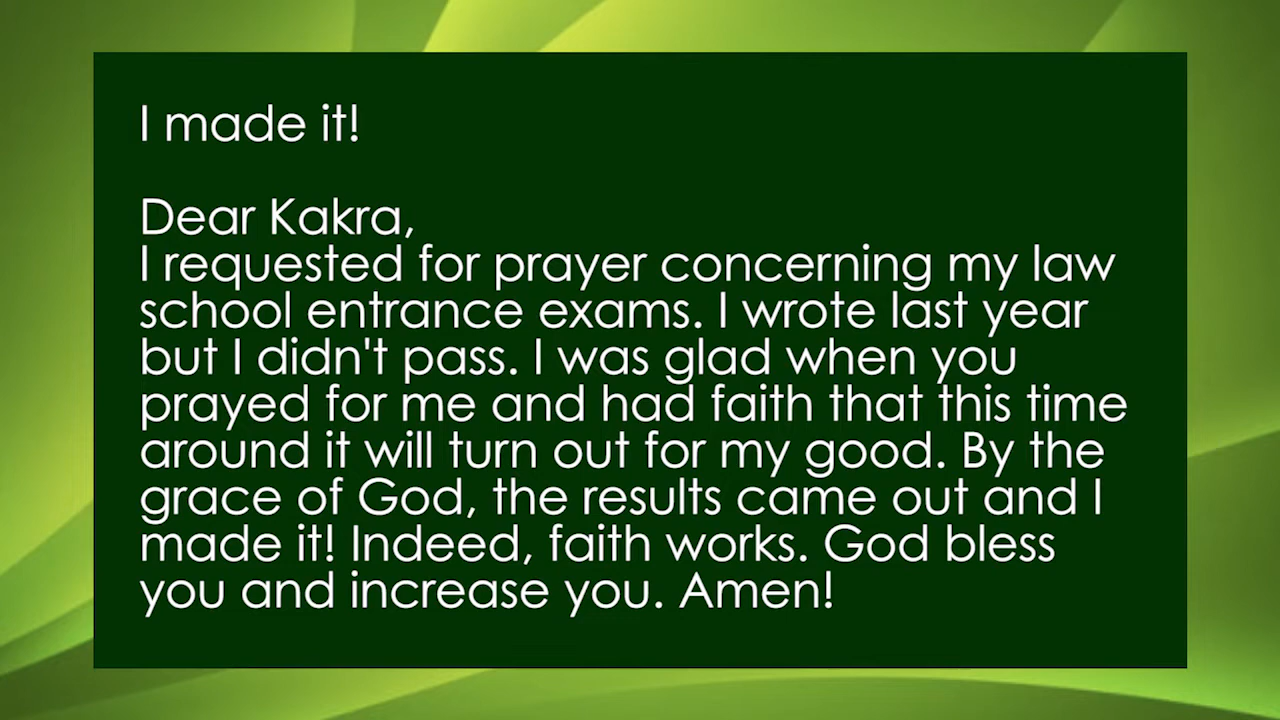 I made it!
Dear Kakra,
I requested for prayer concerning my law
school entrance exams. I wrote last year
but I didn't pass. I was glad when you
prayed for me and had faith that this time
around it will turn out for my good. By the
grace of God, the results came out and I
made it! Indeed, faith works. God bless
you and increase you. Amen!